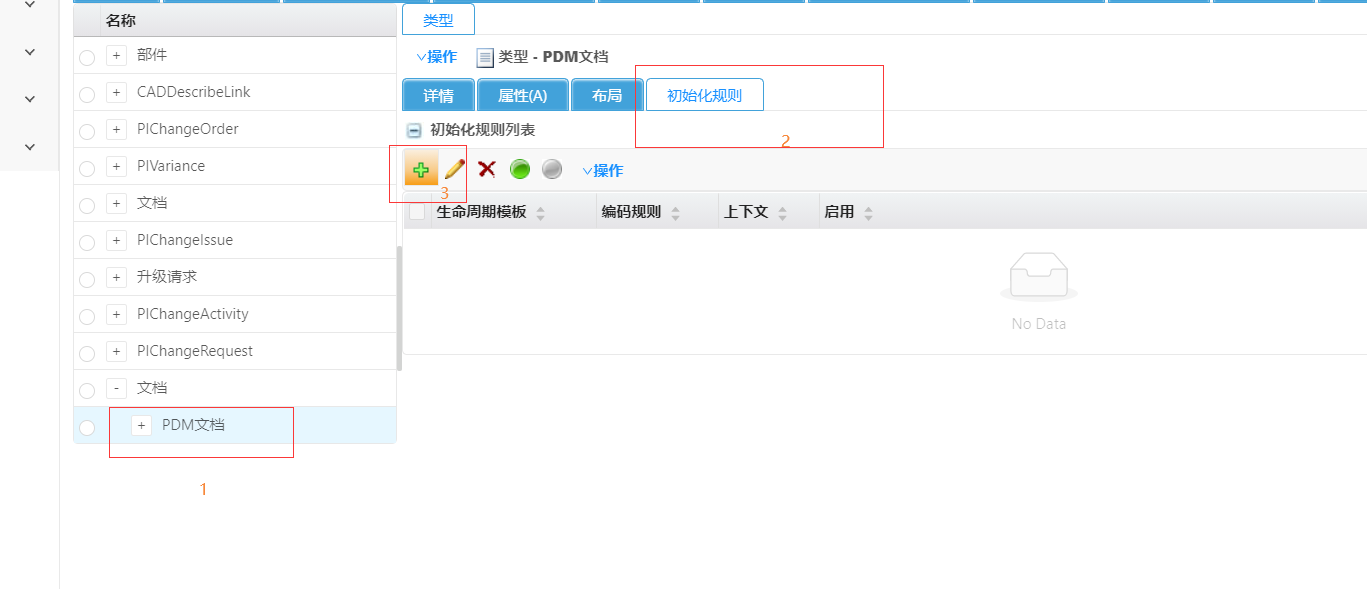 名称
部件
CADDescribeLink
PIChangeOrder
PIVariance
文档
PIChangeIssue
升级请求
PIChangeActivity
PIChangeRequest
文档
PDM文档
1
类型
操作 类型 - PDM文档
详情 属性(A) 布局 初始化规则
2
初始化规则列表
操作
3
生命周期模板 编码规则 上下文 启用
No Data